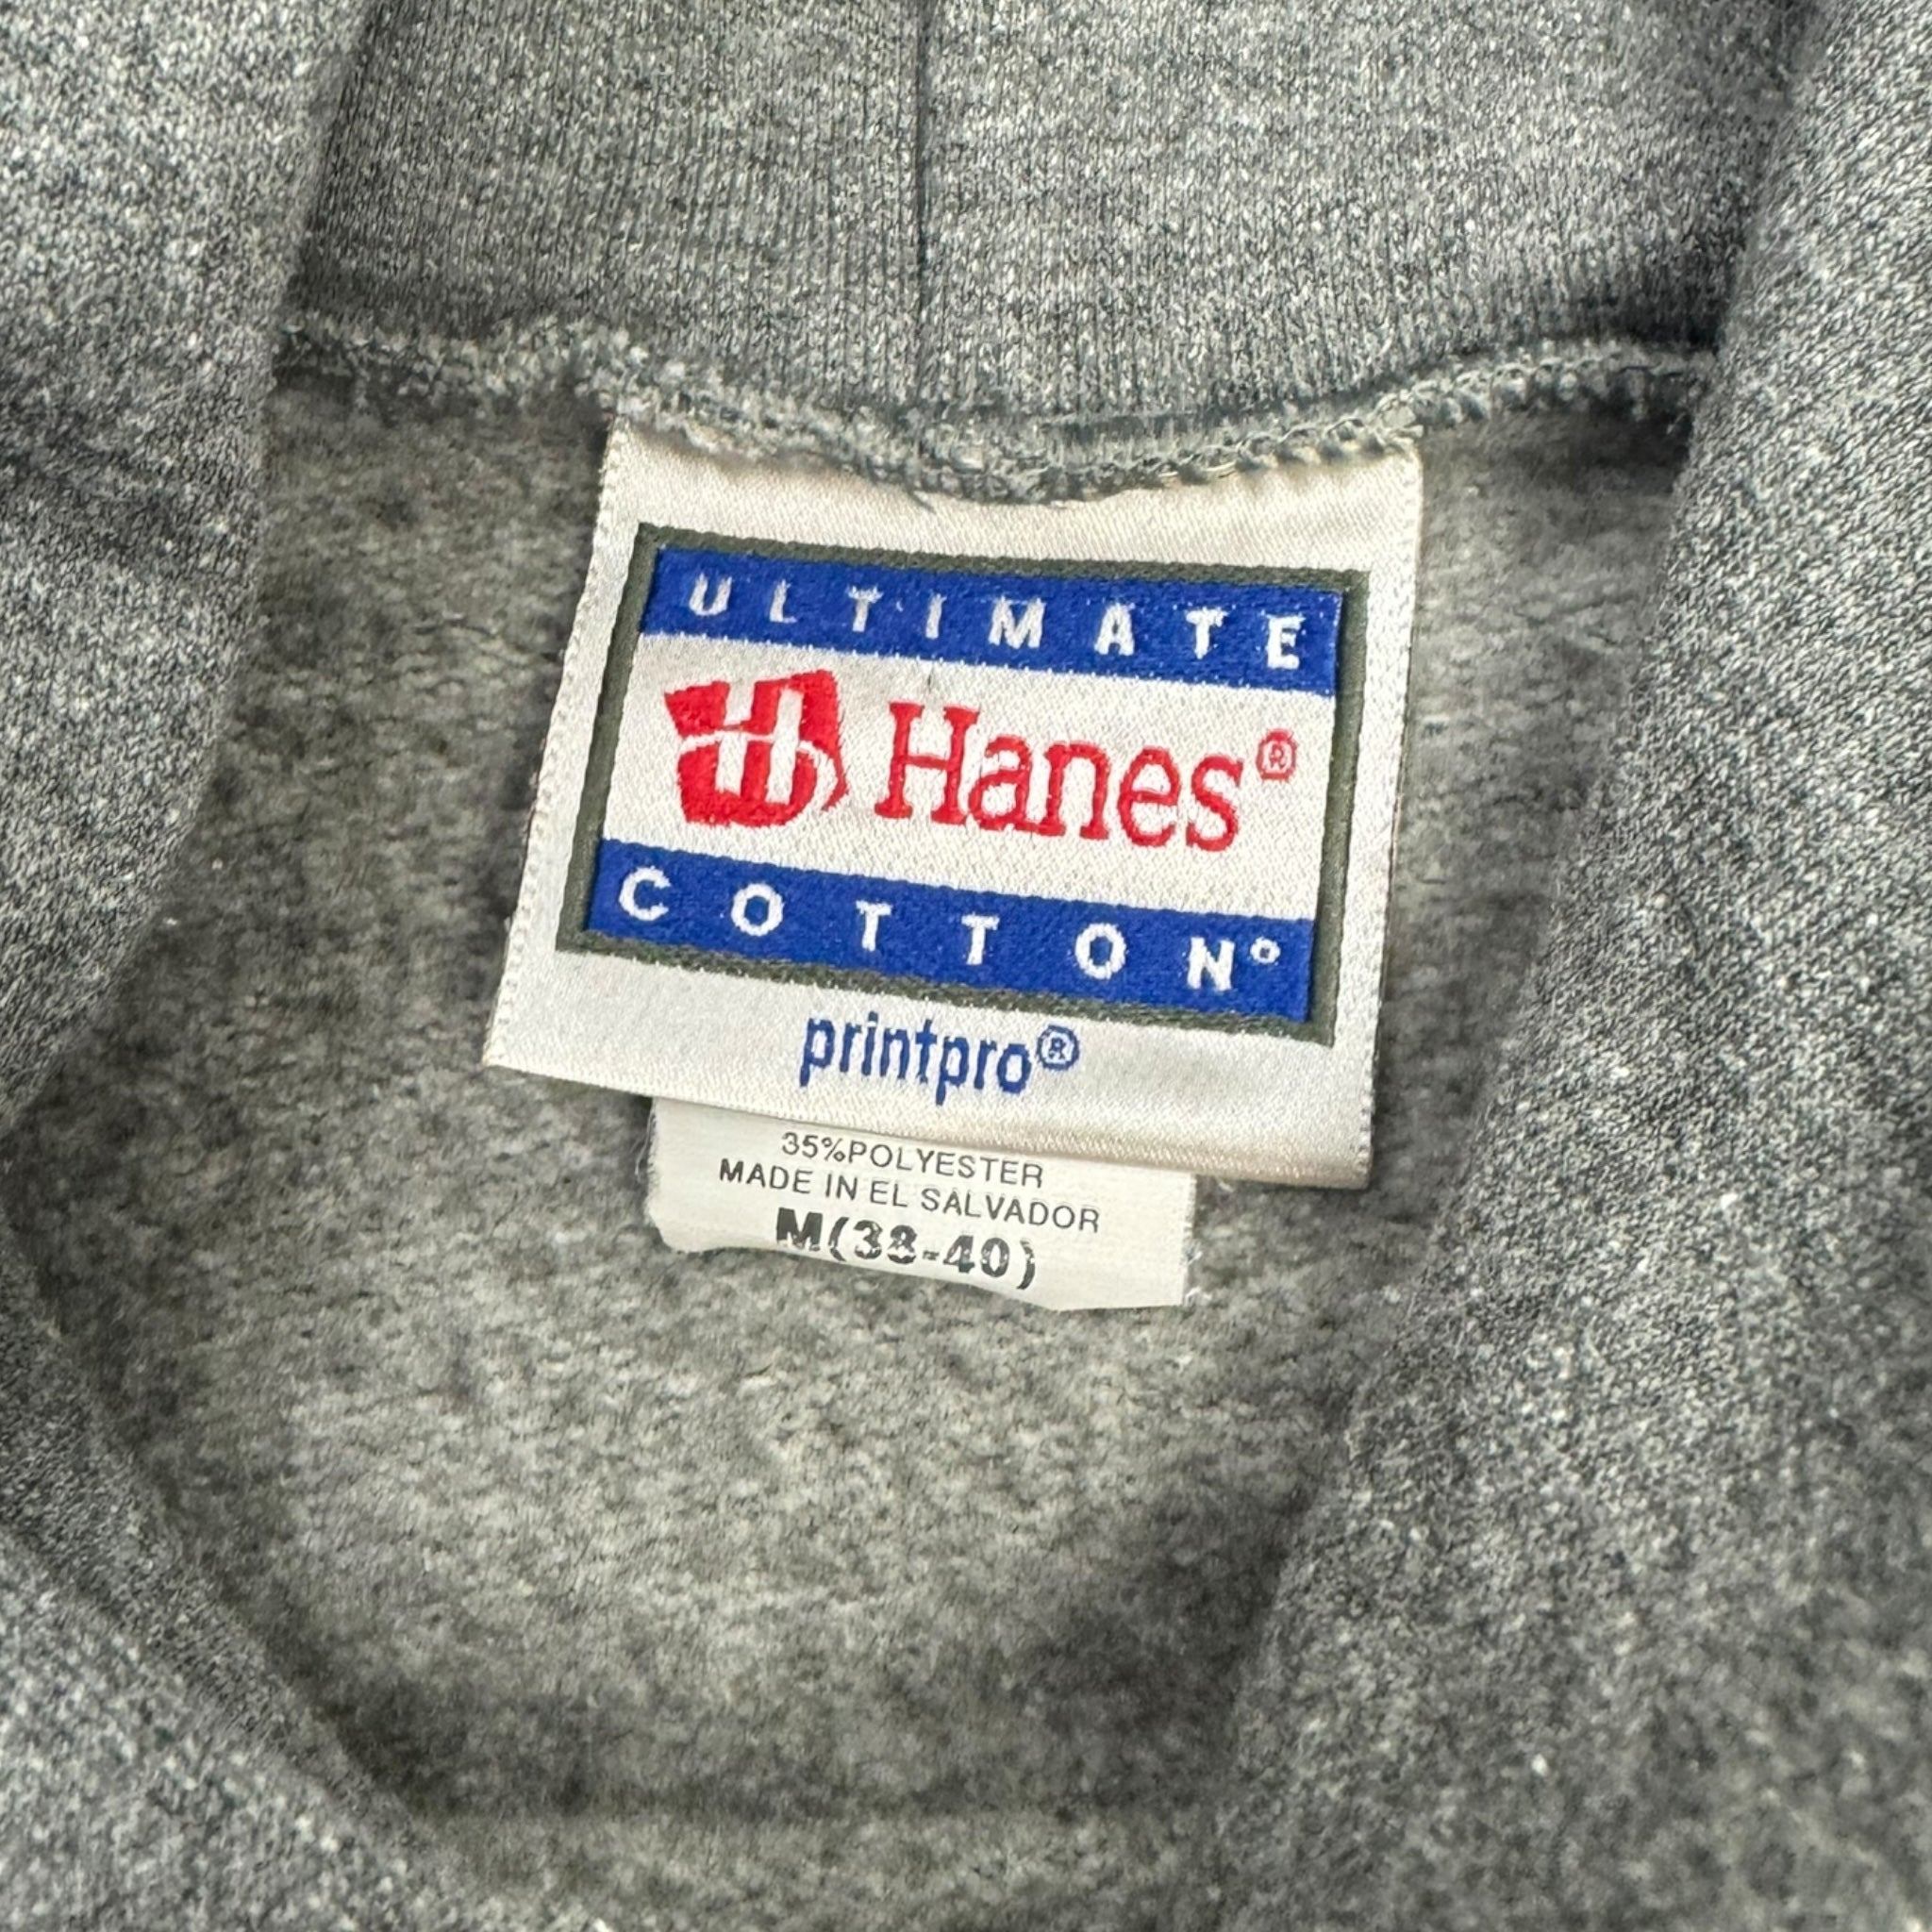 ULTIMATE
Hanes®
COTTON®
printpro®
35%POLYESTER
MADE IN EL SALVADOR
M(38-40)